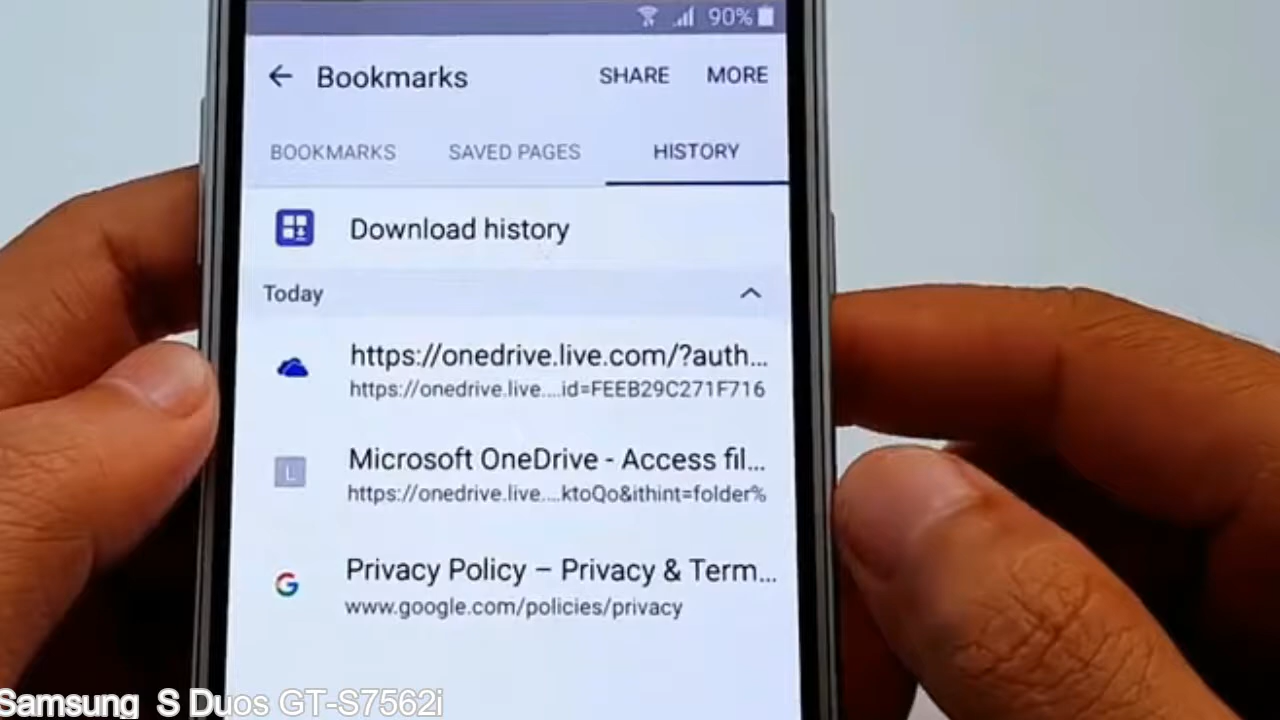 90%
Bookmarks SHARE MORE
BOOKMARKS SAVED PAGES HISTORY
Download history
Today
https://onedrive.live.com/?auth...
https://onedrive.live....id=FEEB29C271F716
L
Microsoft OneDrive - Access fil...
https://onedrive.live....ktoQo&ithint=folder%
G
Privacy Policy – Privacy & Term...
www.google.com/policies/privacy
Samsung S Duos GT-S7562i